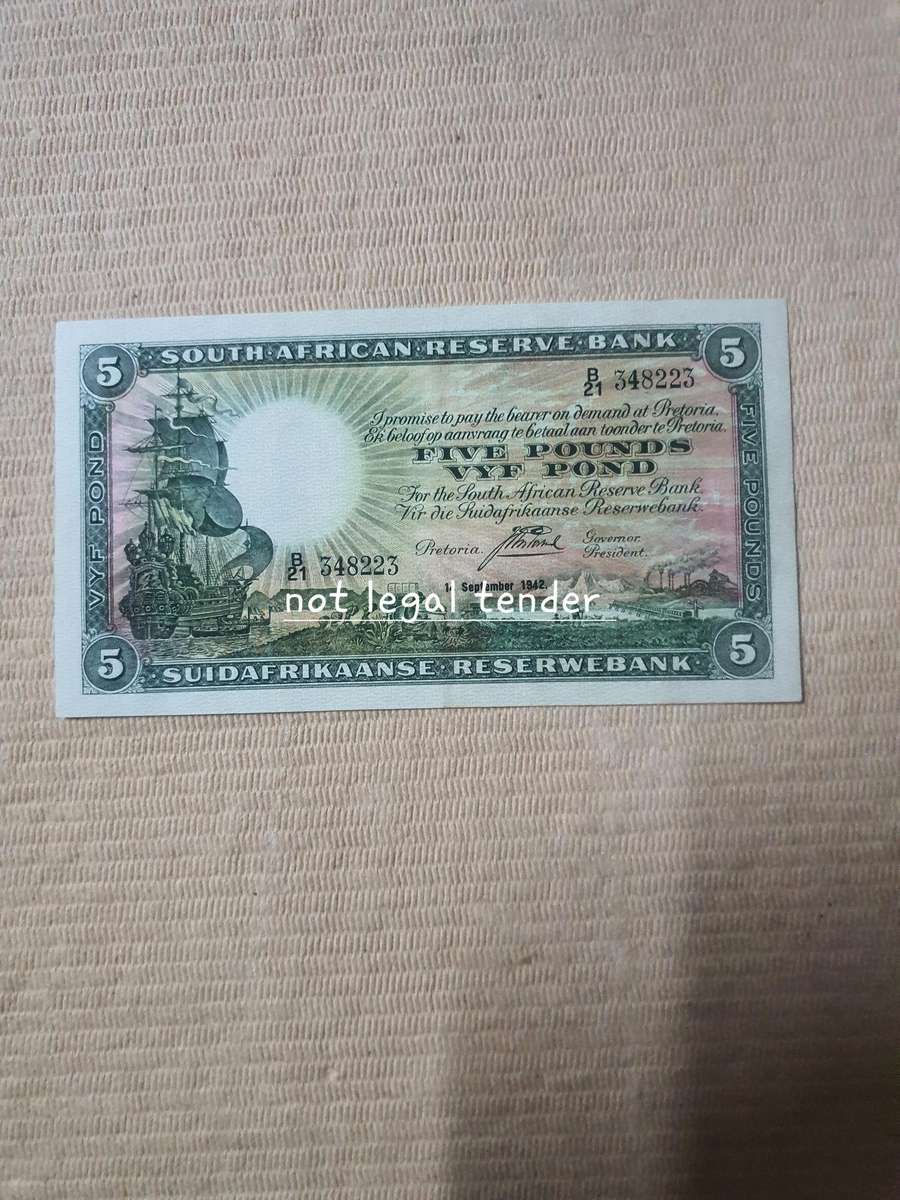 5 SOUTH AFRICAN RESERVE BANK 5
B/21 348223
I promise to pay the bearer on demand at Pretoria.
Ek beloof op aanvraag te betaal aan toonder te Pretoria.
FIVE POUNDS
VYF POND
For the South African Reserve Bank
Vir die Suidafrikaanse Reserwebank.
Pretoria.
Governor.
President.
B/21 348223
September 1942.
not legal tender
VYF POND
FIVE POUNDS
5 SUIDAFRIKAANSE RESERWEBANK 5